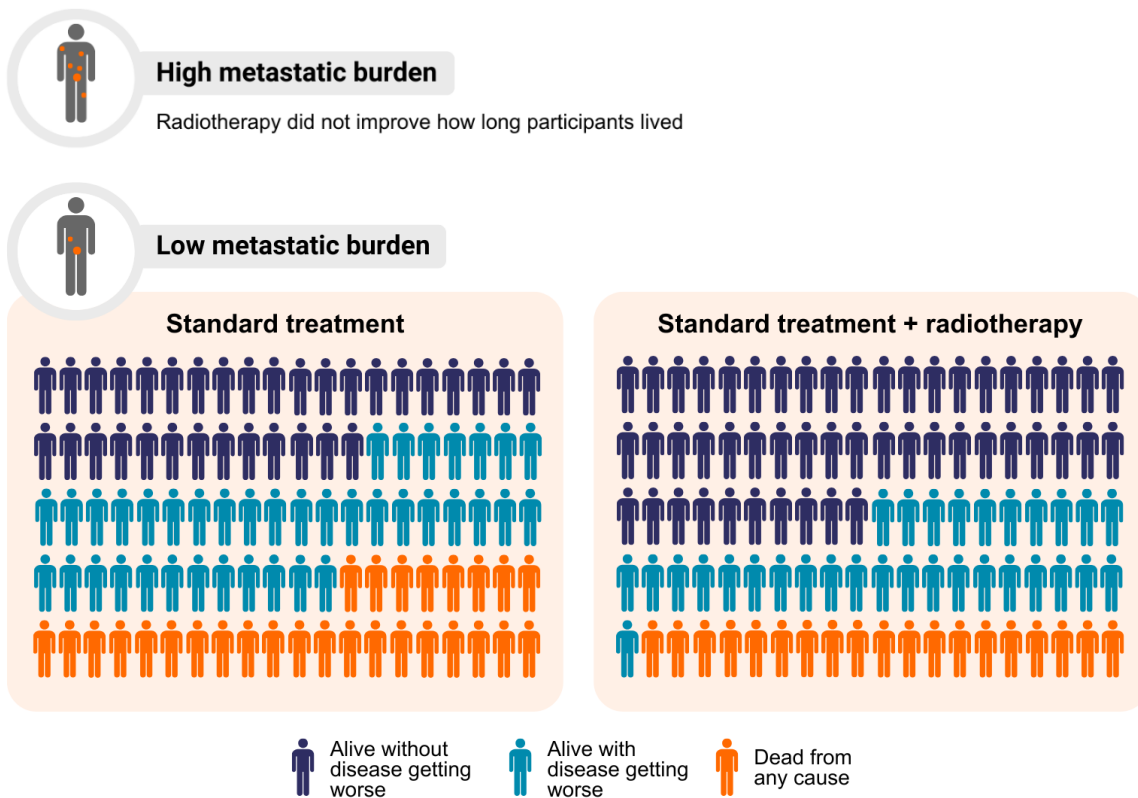 High metastatic burden
Radiotherapy did not improve how long participants lived
Low metastatic burden
Standard treatment
Standard treatment + radiotherapy
Alive without
disease getting
worse
Alive with
disease getting
worse
Dead from
any cause